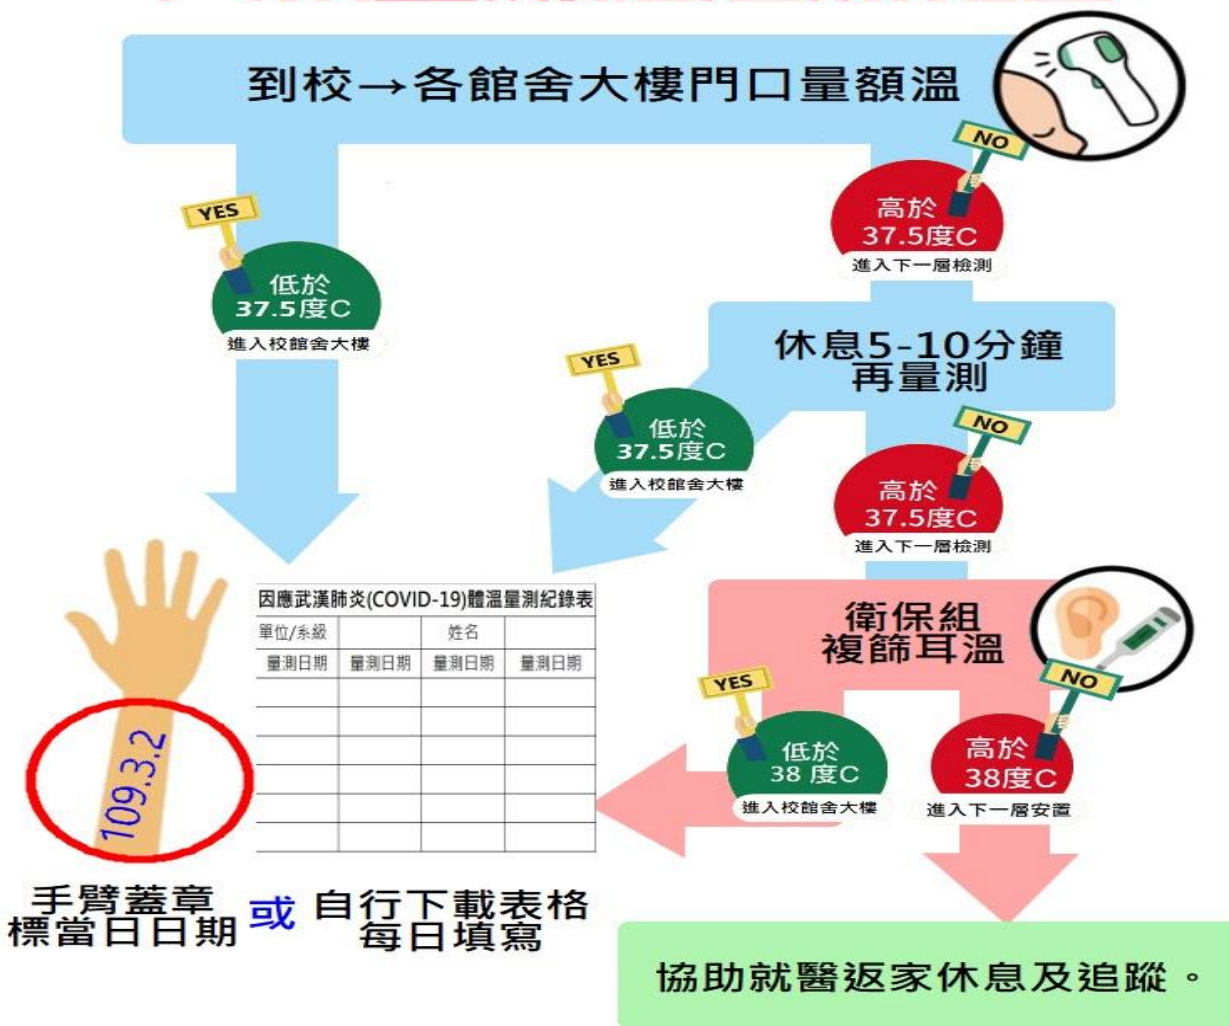 到校→各館舍大樓門口量額溫
NO
高於
37.5度C
進入下一層檢測
YES
低於
37.5度C
進入校館舍大樓
休息5-10分鐘
再量測
YES
低於
37.5度C
進入校館舍大樓
NO
高於
37.5度C
進入下一層檢測
衛保組
複篩耳溫
YES
低於
38 度C
進入校館舍大樓
NO
高於
38度C
進入下一層安置
因應武漢肺炎(COVID-19)體溫量測紀錄表
單位/系級 姓名
量測日期 量測日期 量測日期 量測日期
109.3.2
手臂蓋章
標當日日期
或
自行下載表格
每日填寫
協助就醫返家休息及追蹤。